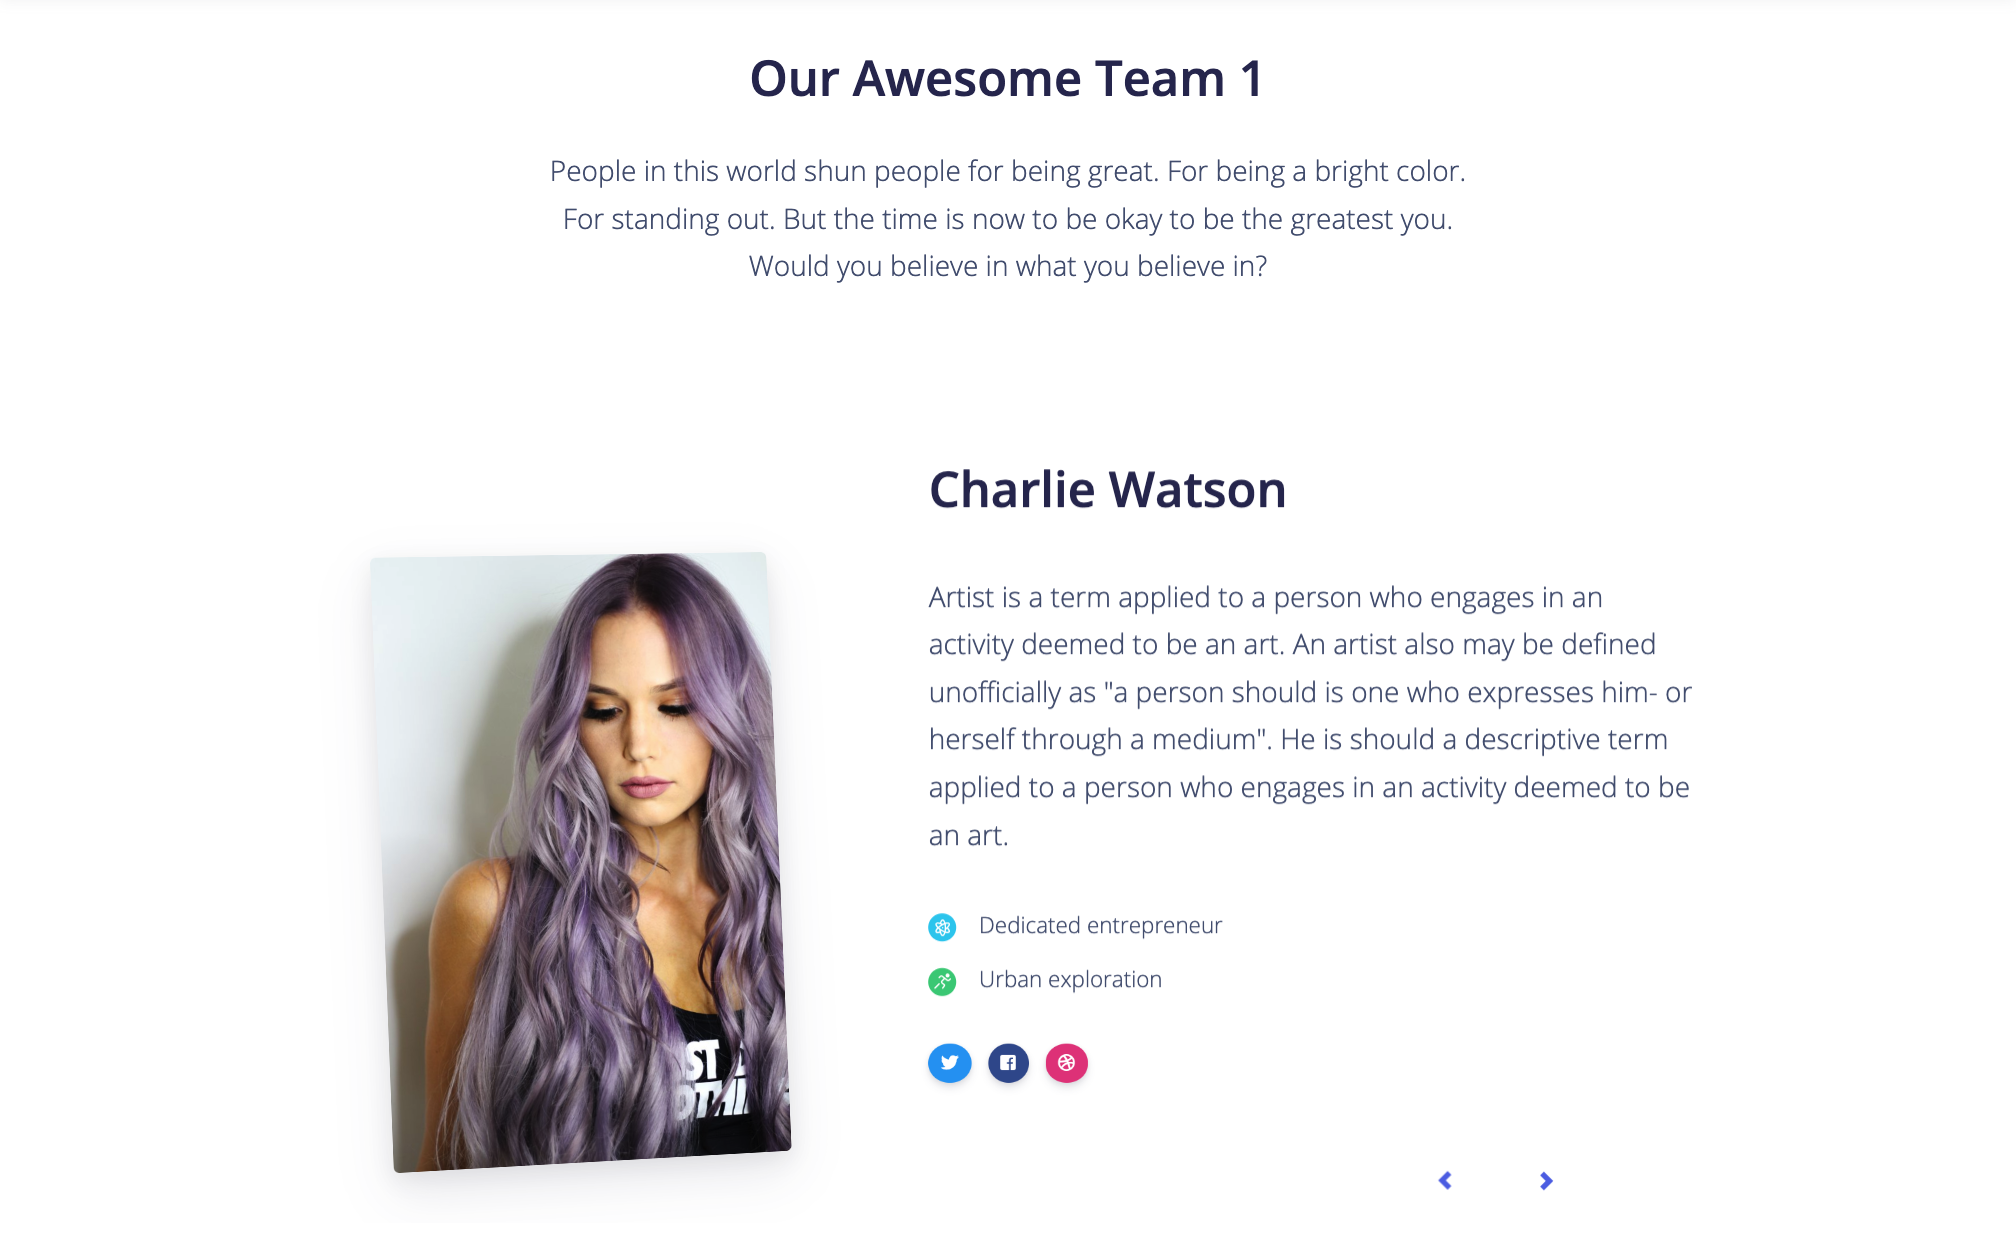 Our Awesome Team 1
People in this world shun people for being great. For being a bright color.
For standing out. But the time is now to be okay to be the greatest you.
Would you believe in what you believe in?
Charlie Watson
Artist is a term applied to a person who engages in an
activity deemed to be an art. An artist also may be defined
unofficially as "a person should is one who expresses him- or
herself through a medium". He is should a descriptive term
applied to a person who engages in an activity deemed to be
an art.
Dedicated entrepreneur
Urban exploration